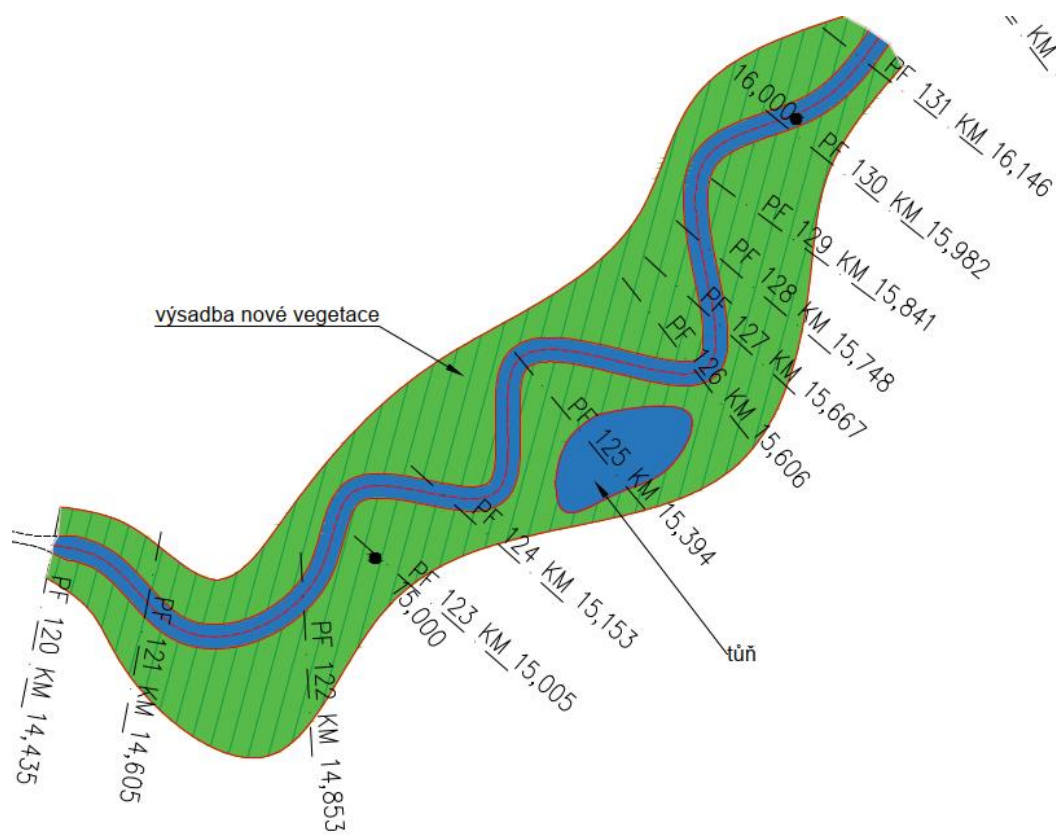 KM
PF 131 KM 16,146
16,000
PF 130 KM 15,982
PF 129 KM 15,841
PF 128 KM 15,748
PF 127 KM 15,667
PF 126 KM 15,606
výsadba nové vegetace
PF 125 KM 15,394
PF 124 KM 15,153
PF 123 KM 15,005
15,000
tůň
PF 122 KM 14,853
PF 121 KM 14,605
PF 120 KM 14,435